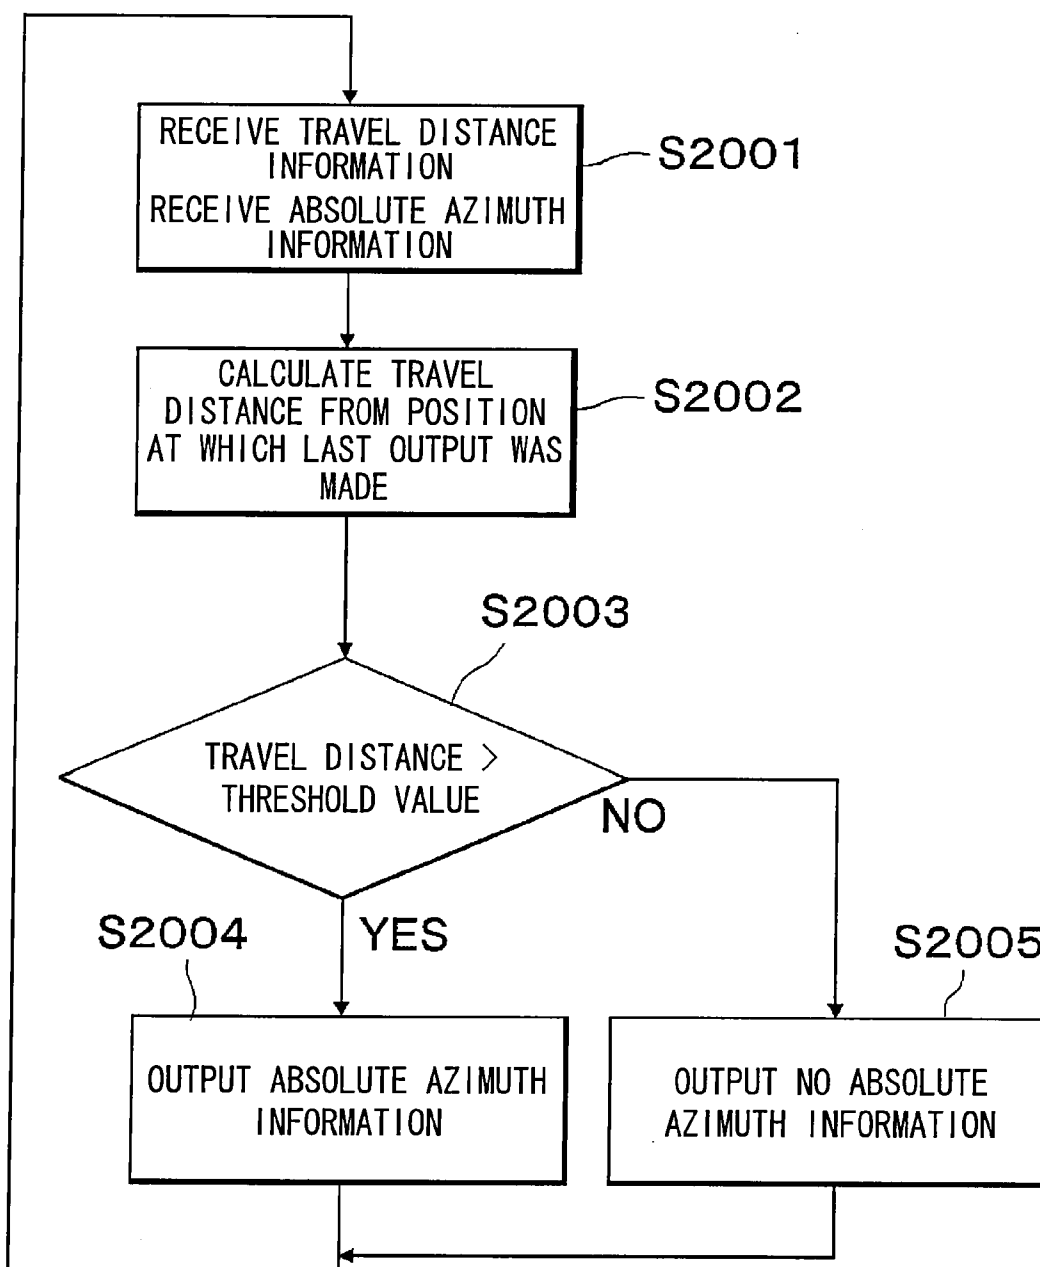 RECEIVE TRAVEL DISTANCE
INFORMATION
RECEIVE ABSOLUTE AZIMUTH
INFORMATION
S2001
CALCULATE TRAVEL
DISTANCE FROM POSITION
AT WHICH LAST OUTPUT WAS
MADE
S2002
S2003
TRAVEL DISTANCE >
THRESHOLD VALUE
NO
YES
S2004
OUTPUT ABSOLUTE AZIMUTH
INFORMATION
S2005
OUTPUT NO ABSOLUTE
AZIMUTH INFORMATION